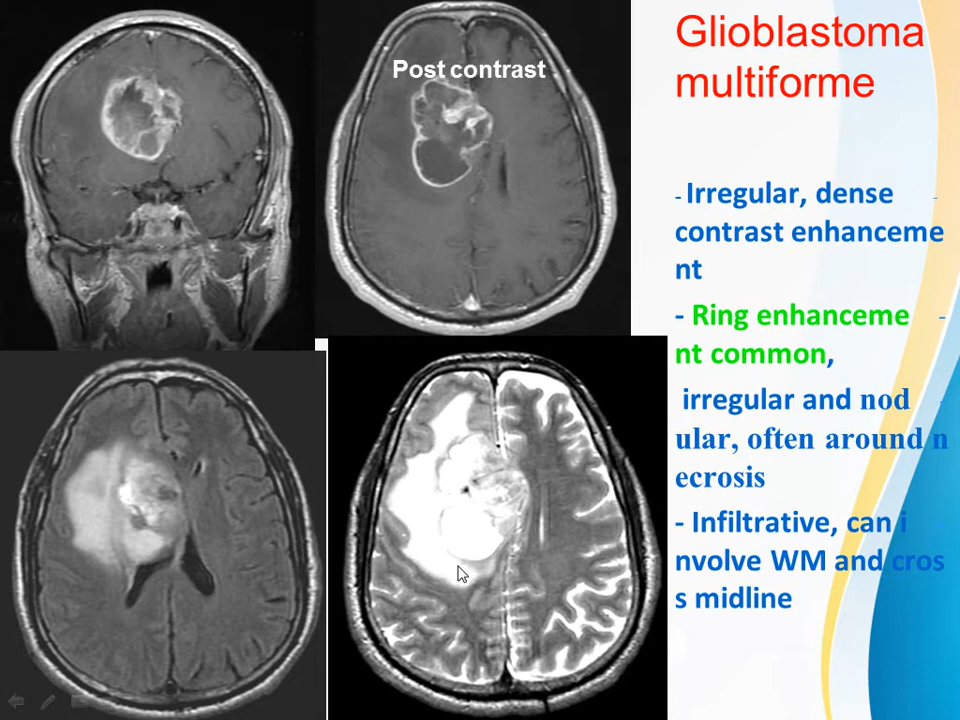 Glioblastoma
multiforme
Post contrast
- Irregular, dense -
contrast enhanceme
nt
- Ring enhanceme -
nt common,
irregular and nod -
ular, often around n
ecrosis
- Infiltrative, can i -
nvolve WM and cros
s midline